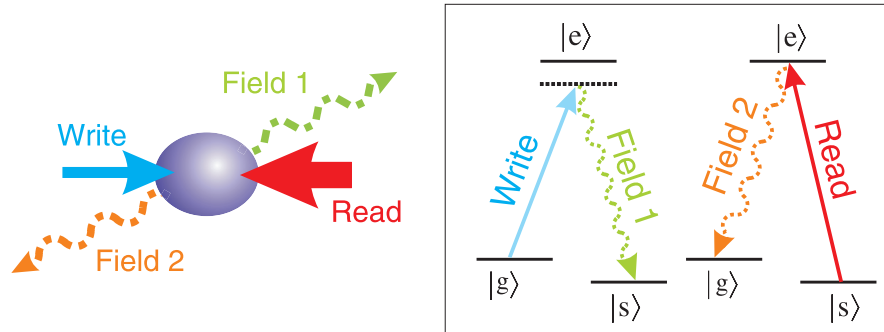 Field 1
Write
Read
Field 2
|e⟩
|e⟩
Write
Field 1
Field 2
Read
|g⟩
|s⟩
|g⟩
|s⟩